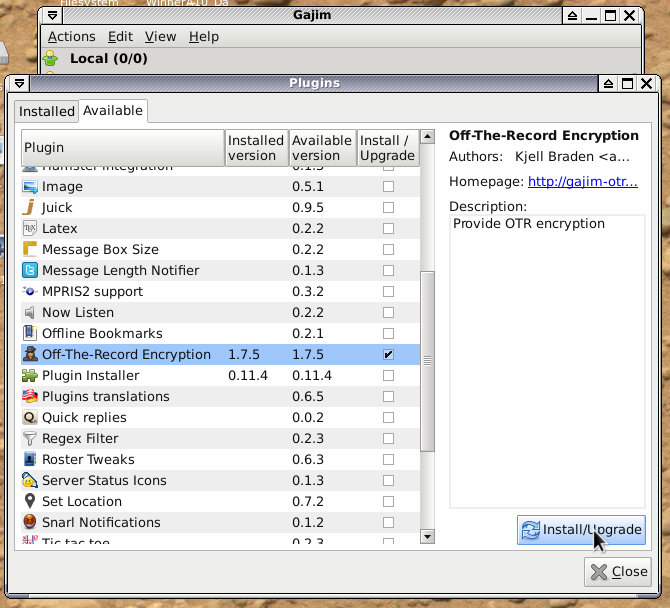 Filesystem WinnerA10_Da
Gajim
Actions Edit View Help
Local (0/0)
Plugins
Installed Available
Plugin Installed version Available version Install / Upgrade
Hamster Integration 0.1.3
Image 0.5.1
Juick 0.9.5
Latex 0.2.2
Message Box Size 0.2.2
Message Length Notifier 0.1.3
MPRIS2 support 0.3.2
Now Listen 0.2.2
Offline Bookmarks 0.2.1
Off-The-Record Encryption 1.7.5 1.7.5
Plugin Installer 0.11.4 0.11.4
Plugins translations 0.6.5
Quick replies 0.0.2
Regex Filter 0.2.3
Roster Tweaks 0.6.3
Server Status Icons 0.1.3
Set Location 0.7.2
Snarl Notifications 0.1.2
Tic tac toe 0.2.3
Off-The-Record Encryption
Authors: Kjell Braden <a...
Homepage: http://gajim-otr...
Description:
Provide OTR encryption
Install/Upgrade
Close